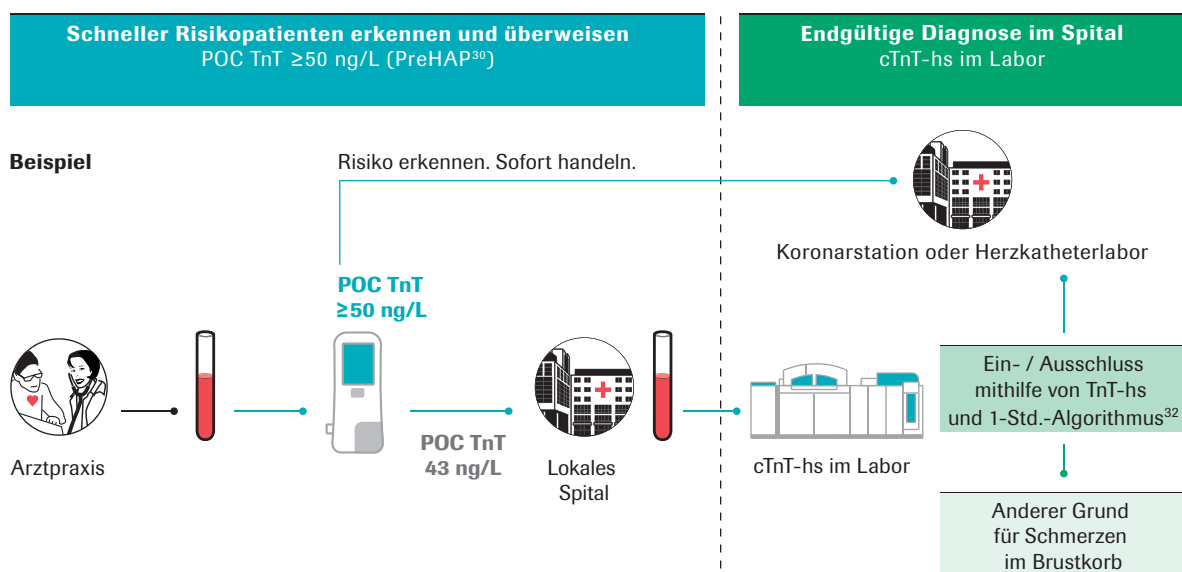 Schneller Risikopatienten erkennen und überweisen
POC TnT ≥50 ng/L (PreHAP³⁰)
Endgültige Diagnose im Spital
cTnT-hs im Labor
Beispiel
Risiko erkennen. Sofort handeln.
Koronarstation oder Herzkatheterlabor
POC TnT
≥50 ng/L
Arztpraxis
POC TnT
43 ng/L
Lokales
Spital
cTnT-hs im Labor
Ein- / Ausschluss
mithilfe von TnT-hs
und 1-Std.-Algorithmus³²
Anderer Grund
für Schmerzen
im Brustkorb